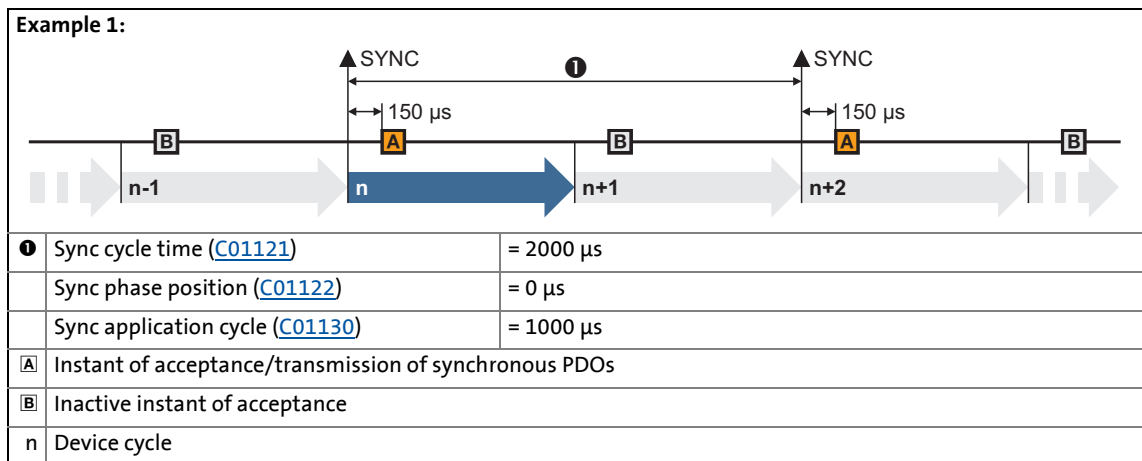 Example 1:
SYNC ❶ SYNC
150 µs 150 µs
B A B A B
n-1 n n+1 n+2
❶ Sync cycle time (C01121) = 2000 µs
Sync phase position (C01122) = 0 µs
Sync application cycle (C01130) = 1000 µs
A Instant of acceptance/transmission of synchronous PDOs
B Inactive instant of acceptance
n Device cycle